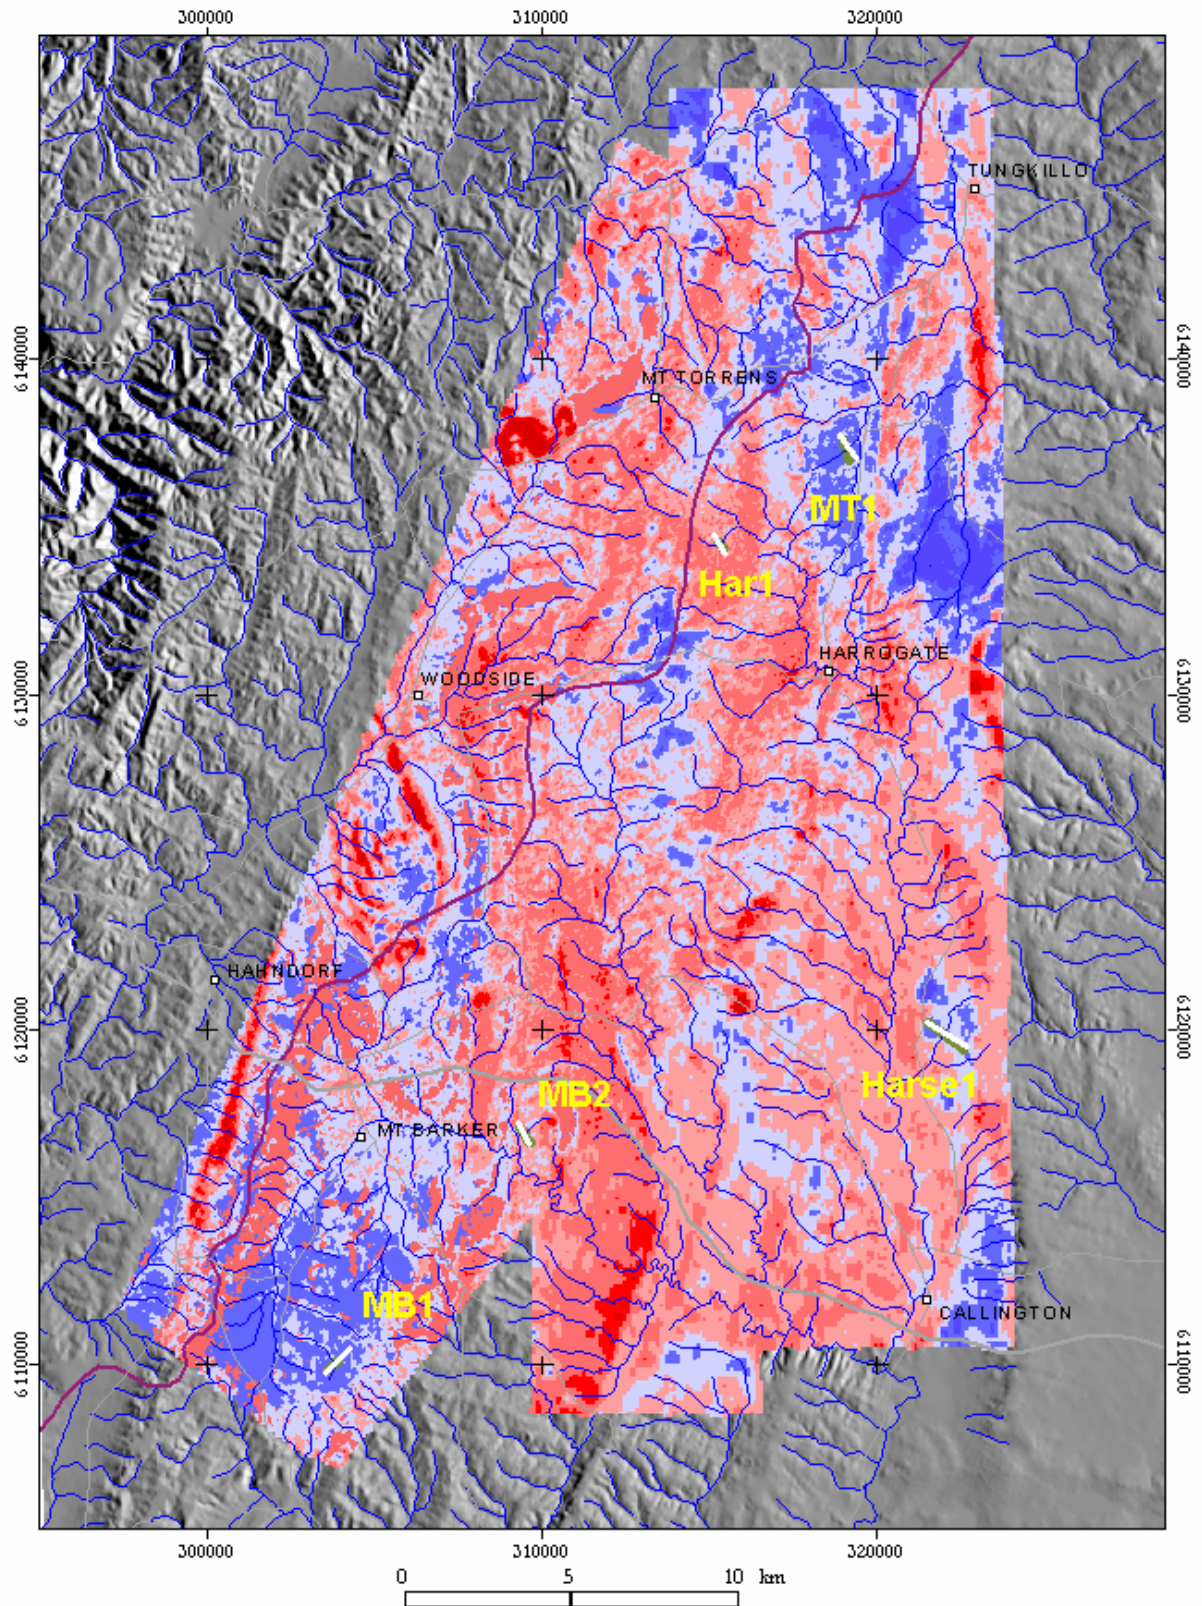 300000 310000 320000
TUNGKILLO
6140000 6140000
MT TORRENS
MT1
Har1
HARROGATE
WOODSIDE
6130000 6130000
HAHNDORF
6120000 6120000
Harse1
MB2
MT BARKER
MB1
CALLINGTON
6110000 6110000
300000 310000 320000
0 5 10 km